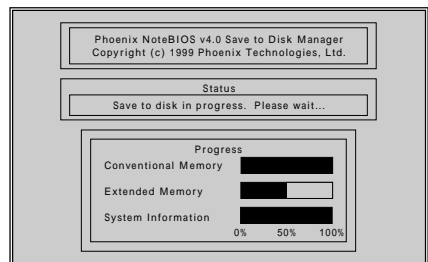 Phoenix NoteBIOS v4.0 Save to Disk Manager
Copyright (c) 1999 Phoenix Technologies, Ltd.
Status
Save to disk in progress. Please wait...
Progress
Conventional Memory
Extended Memory
System Information
0% 50% 100%